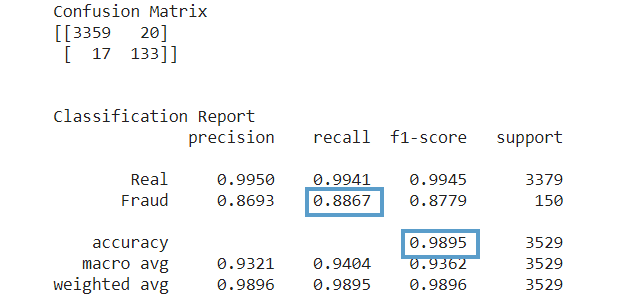 Confusion Matrix
[[3359 20]
[ 17 133]]
Classification Report
precision recall f1-score support
Real 0.9950 0.9941 0.9945 3379
Fraud 0.8693 0.8867 0.8779 150
accuracy 0.9895 3529
macro avg 0.9321 0.9404 0.9362 3529
weighted avg 0.9896 0.9895 0.9896 3529